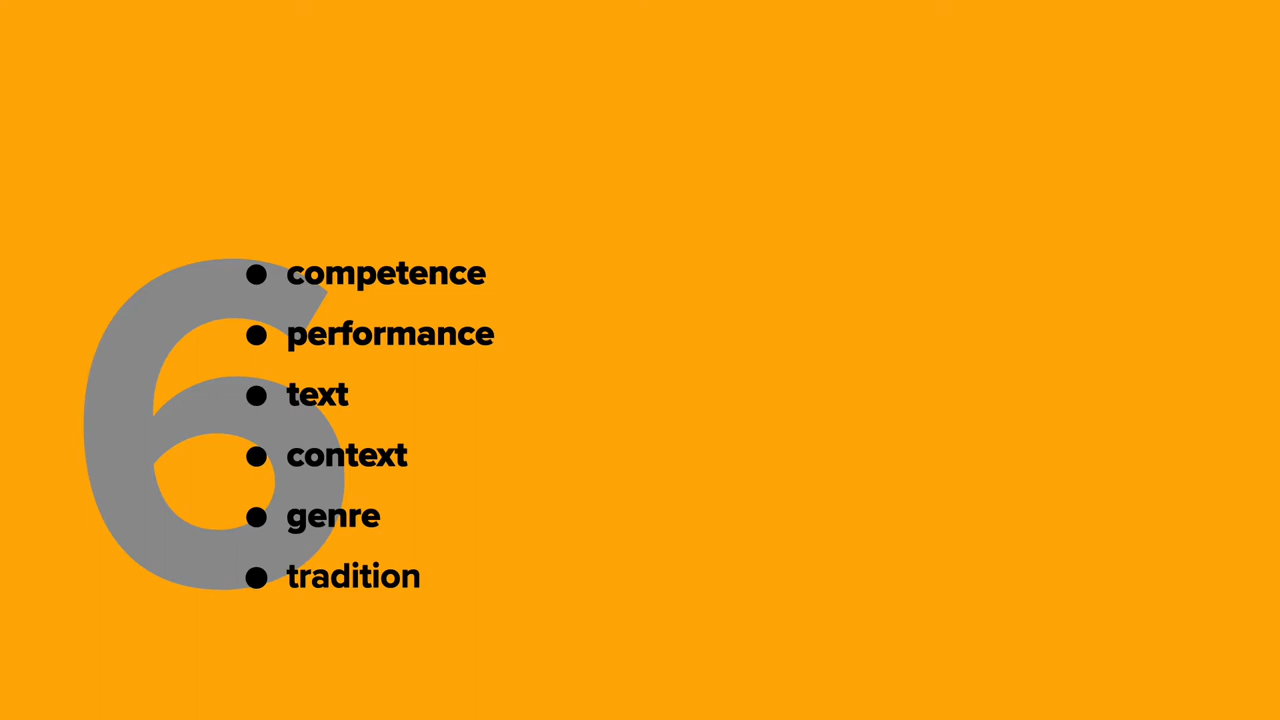 6
• competence
• performance
• text
• context
• genre
• tradition